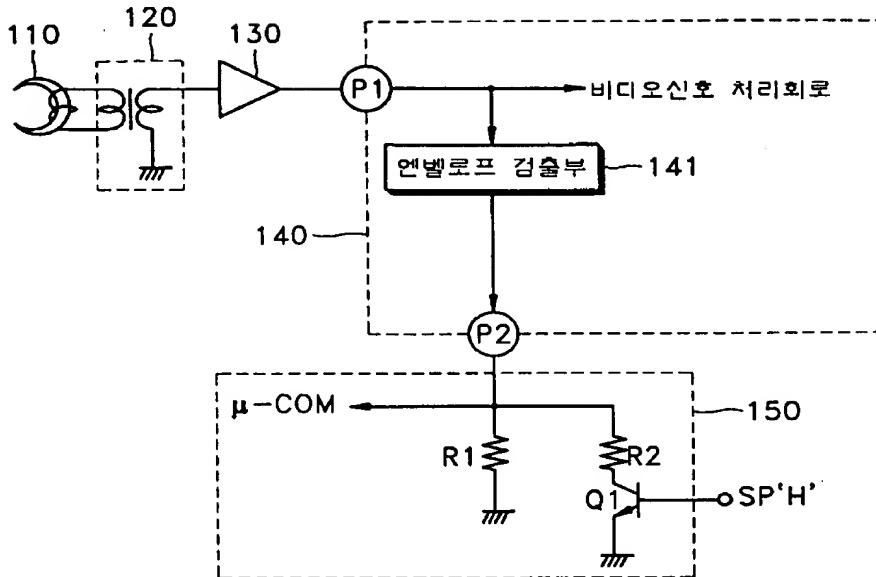 110
120
130
P1
비디오신호 처리회로
엔벨로프 검출부
141
140
P2
μ-COM
150
R1
R2
Q1
SP'H'